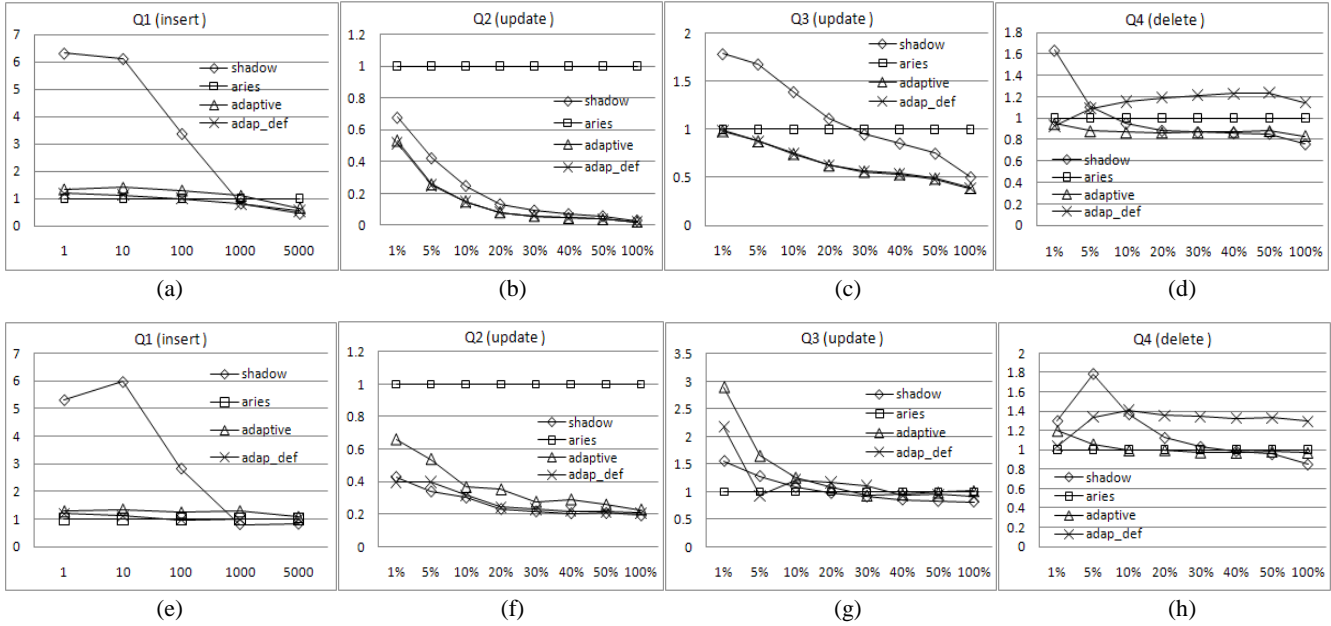 Q1 (insert )
7
6
5
4
3
2
1
0
1 10 100 1000 5000
shadow
aries
adaptive
adap_def
(a)
Q2 (update )
1.2
1
0.8
0.6
0.4
0.2
0
1% 5% 10% 20% 30% 40% 50% 100%
shadow
aries
adaptive
adap_def
(b)
Q3 (update )
2
1.5
1
0.5
0
1% 5% 10% 20% 30% 40% 50% 100%
shadow
aries
adaptive
adap_def
(c)
Q4 (delete )
1.8
1.6
1.4
1.2
1
0.8
0.6
0.4
0.2
0
1% 5% 10% 20% 30% 40% 50% 100%
shadow
aries
adaptive
adap_def
(d)
Q1 (insert )
7
6
5
4
3
2
1
0
1 10 100 1000 5000
shadow
aries
adaptive
adap_def
(e)
Q2 (update )
1.2
1
0.8
0.6
0.4
0.2
0
1% 5% 10% 20% 30% 40% 50% 100%
shadow
aries
adaptive
adap_def
(f)
Q3 (update )
3.5
3
2.5
2
1.5
1
0.5
0
1% 5% 10% 20% 30% 40% 50% 100%
shadow
aries
adaptive
adap_def
(g)
Q4 (delete )
2
1.8
1.6
1.4
1.2
1
0.8
0.6
0.4
0.2
0
1% 5% 10% 20% 30% 40% 50% 100%
shadow
aries
adaptive
adap_def
(h)